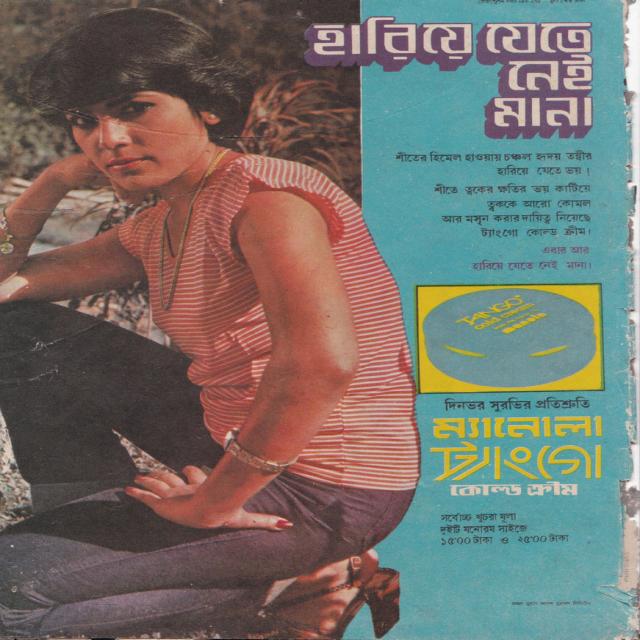 হারিয়ে যেতে
নেই
মানা
শীতের হিমেল হাওয়ায় চঞ্চল হৃদয় তন্বীর
হারিয়ে যেতে ভয়!
শীতে ত্বকের ক্ষতির ভয় কাটিয়ে
ত্বককে আরো কোমল
আর মসৃন করার দায়িত্ব নিয়েছে
ট্যাংগো কোল্ড ক্রীম!
এবার আর
হারিয়ে যেতে নেই মানা।
TANGO
দিনভর সুরভির প্রতিশ্রুতি
ম্যানোলা
ট্যাংগো
কোল্ড ক্রীম
সর্বোচ্চ খুচরা মূল্য
দুইটি মনোরম সাইজে
১৫'০০ টাকা ও ২৫'০০ টাকা